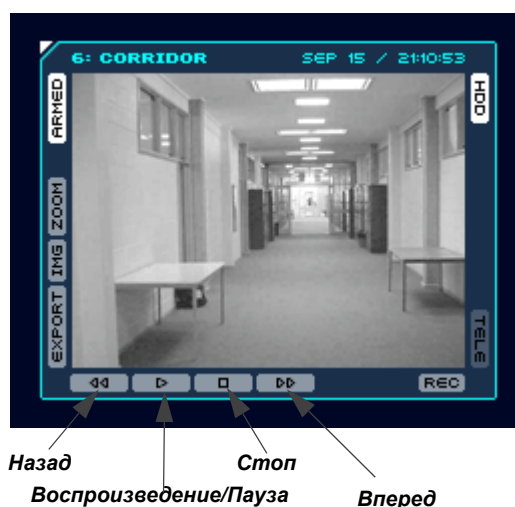 6: CORRIDOR SEP 15 / 21:10:53
ARMED
HDD
ZOOM
IMG
EXPORT
TELE
REC
Назад
Стоп
Воспроизведение/Пауза
Вперед